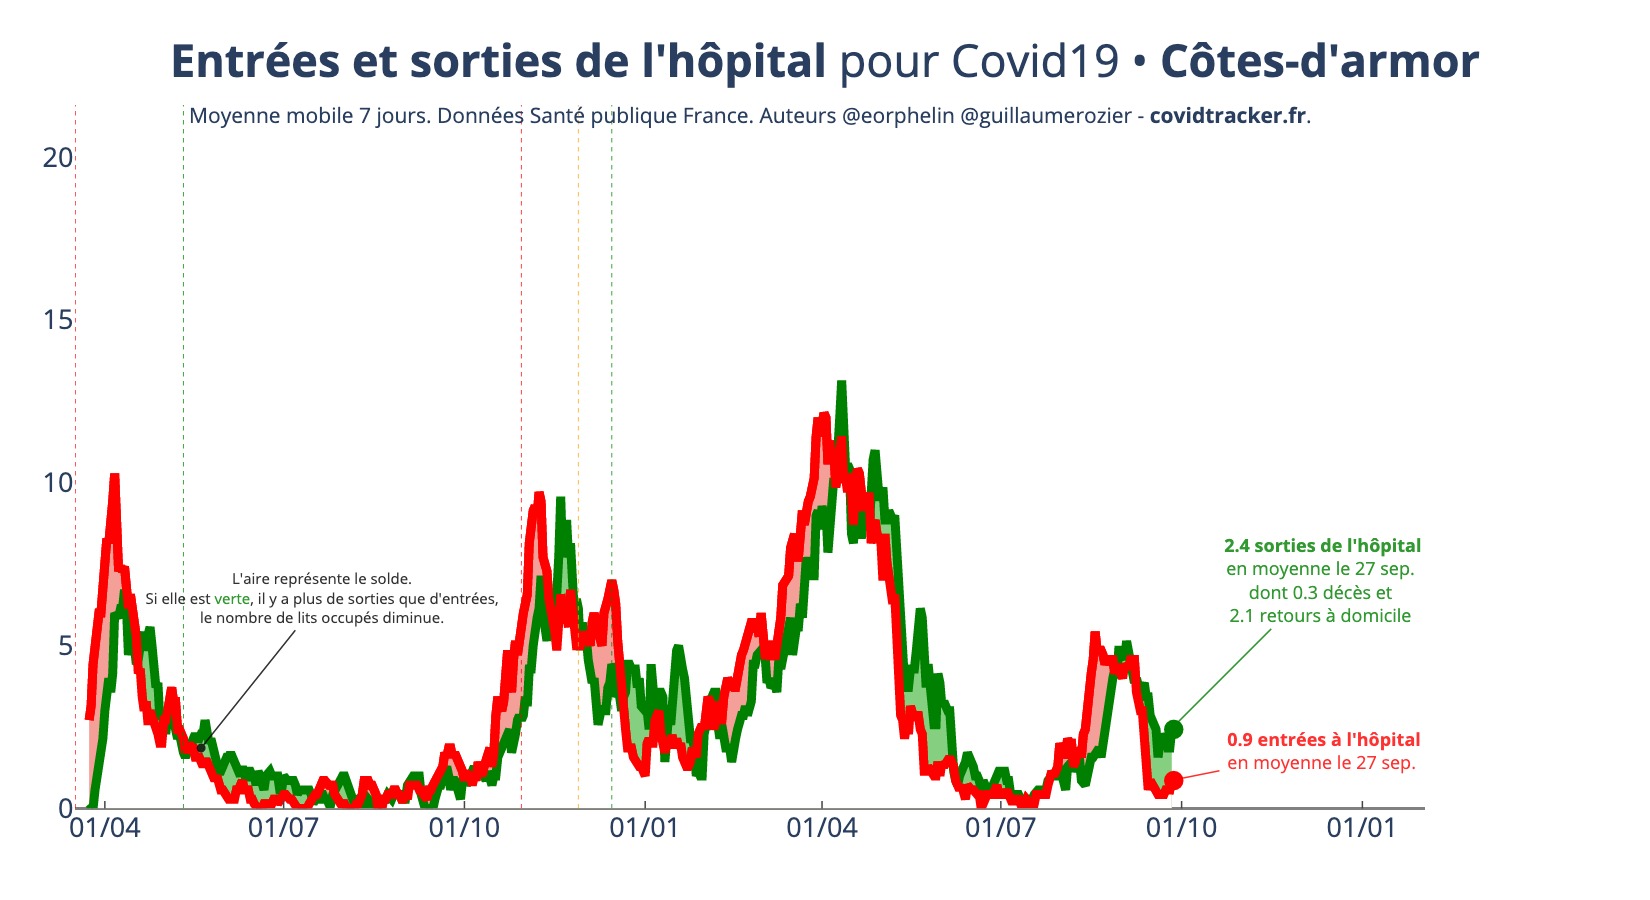 Entrées et sorties de l'hôpital pour Covid19 • Côtes-d'armor
Moyenne mobile 7 jours. Données Santé publique France. Auteurs @eorphelin @guillaumerozier - covidtracker.fr.
20
15
10
5
0
L'aire représente le solde.
Si elle est verte, il y a plus de sorties que d'entrées,
le nombre de lits occupés diminue.
2.4 sorties de l'hôpital
en moyenne le 27 sep.
dont 0.3 décès et
2.1 retours à domicile
0.9 entrées à l'hôpital
en moyenne le 27 sep.
01/04 01/07 01/10 01/01 01/04 01/07 01/10 01/01